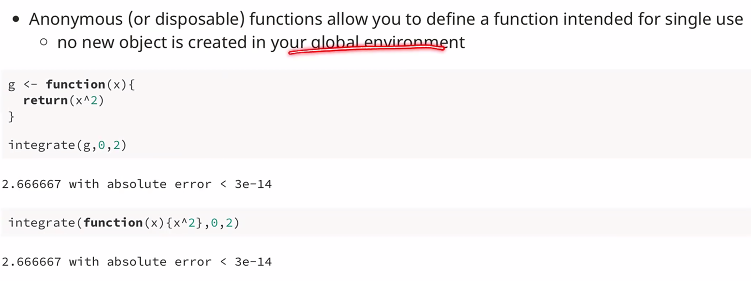 • Anonymous (or disposable) functions allow you to define a function intended for single use
○ no new object is created in your global environment
g <- function(x){
  return(x^2)
}
integrate(g,0,2)
2.666667 with absolute error < 3e-14
integrate(function(x){x^2},0,2)
2.666667 with absolute error < 3e-14